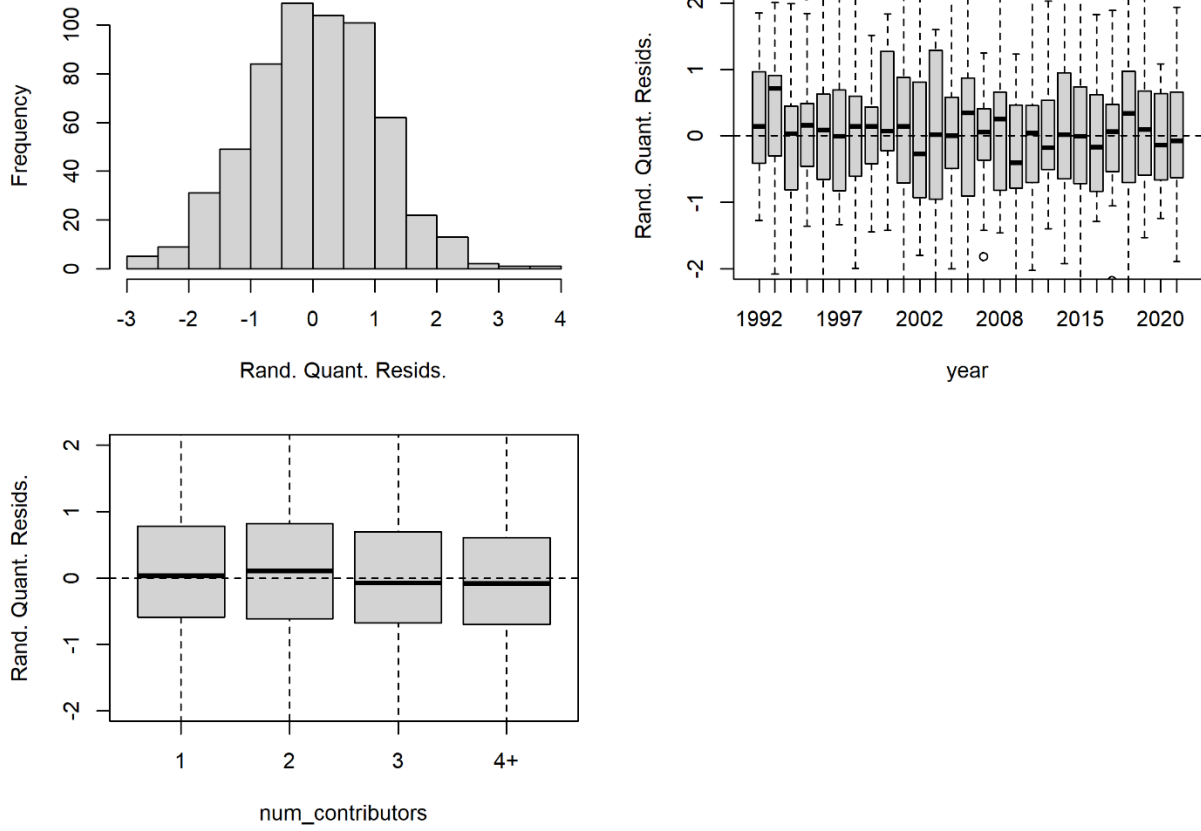 100
80
60
40
20
0
Frequency
-3 -2 -1 0 1 2 3 4
Rand. Quant. Resids.
2
1
0
-1
-2
Rand. Quant. Resids.
1992 1997 2002 2008 2015 2020
year
2
1
0
-1
-2
Rand. Quant. Resids.
1 2 3 4+
num_contributors